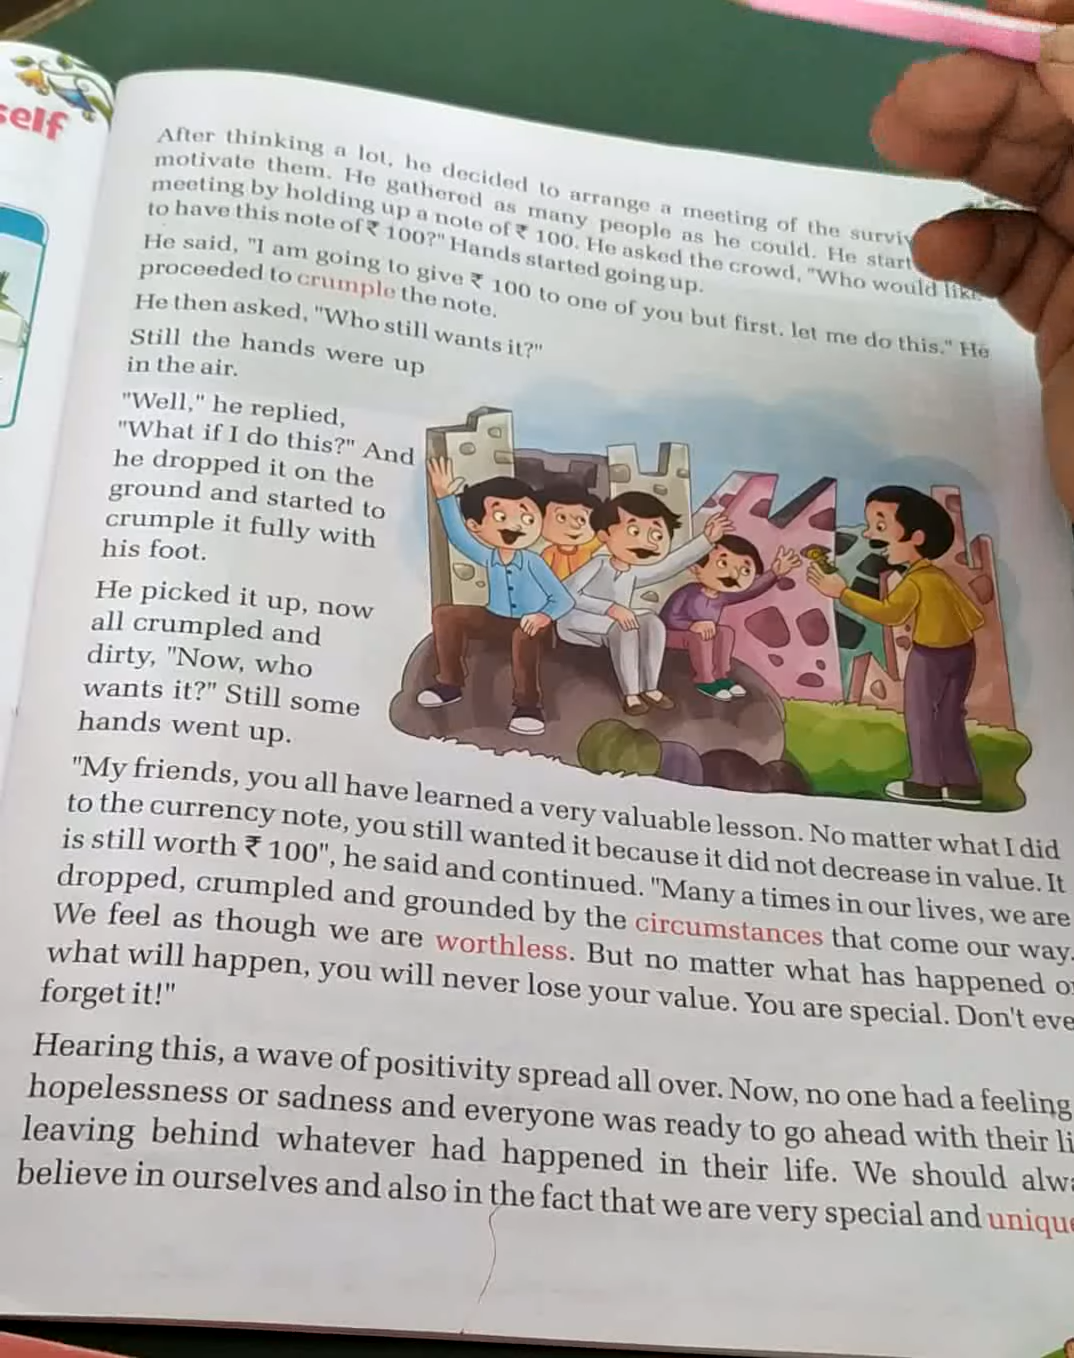 self
After thinking a lot, he decided to arrange a meeting of the
motivate them. He gathered as many people as he could. He
meeting by holding up a note of ₹ 100. He asked the crowd, "Who would like
to have this note of ₹ 100?" Hands started going up.
He said, "I am going to give ₹ 100 to one of you but first, let me do this." He
proceeded to crumple the note.
He then asked, "Who still wants it?"
Still the hands were up
in the air.
"Well," he replied,
"What if I do this?" And
he dropped it on the
ground and started to
crumple it fully with
his foot.
He picked it up, now
all crumpled and
dirty, "Now, who
wants it?" Still some
hands went up.
"My friends, you all have learned a very valuable lesson. No matter what I did
to the currency note, you still wanted it because it did not decrease in value. It
is still worth ₹ 100", he said and continued. "Many a times in our lives, we are
dropped, crumpled and grounded by the circumstances that come our way.
We feel as though we are worthless. But no matter what has happened
what will happen, you will never lose your value. You are special. Don't
forget it!"
Hearing this, a wave of positivity spread all over. Now, no one had a feeling
hopelessness or sadness and everyone was ready to go ahead with their
leaving behind whatever had happened in their life. We should
believe in ourselves and also in the fact that we are very special and